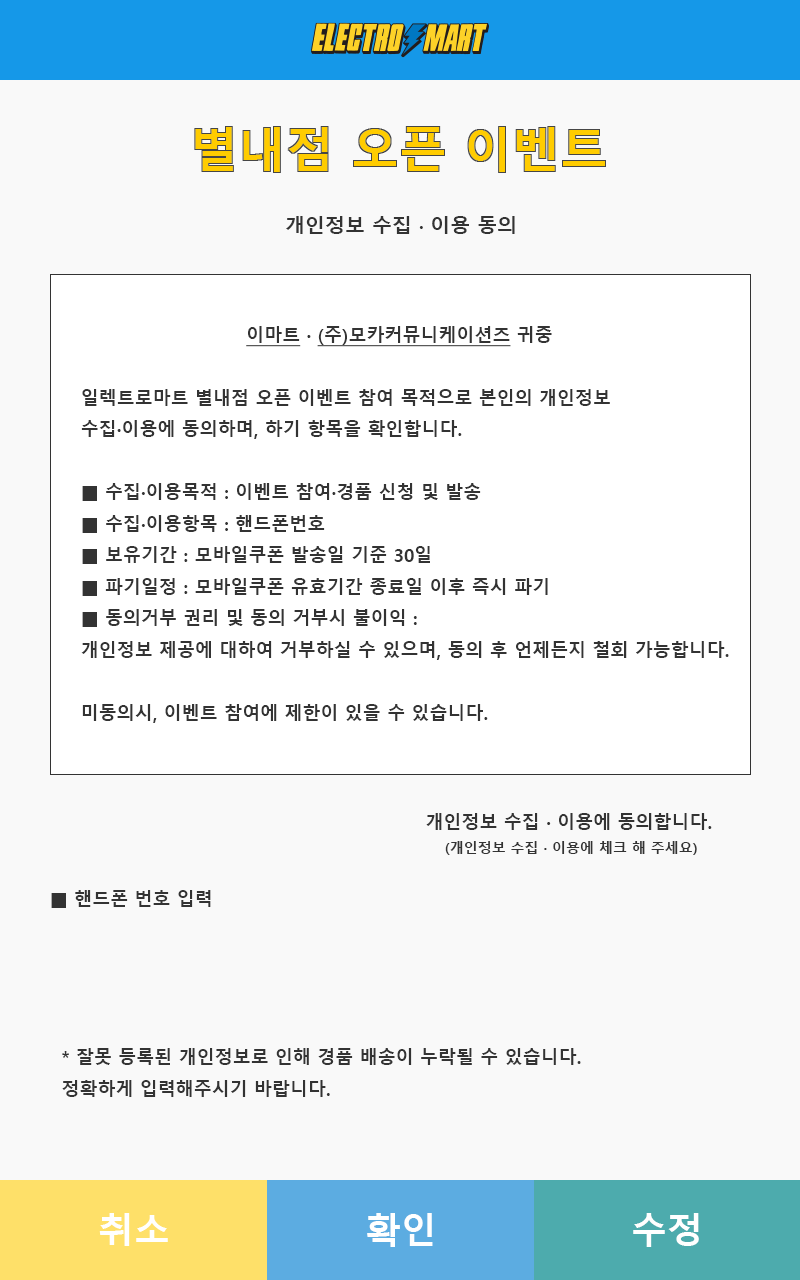 ELECTRO MART
별내점 오픈 이벤트
개인정보 수집 · 이용 동의
이마트 · (주)모카커뮤니케이션즈 귀중
일렉트로마트 별내점 오픈 이벤트 참여 목적으로 본인의 개인정보
수집·이용에 동의하며, 하기 항목을 확인합니다.
■ 수집·이용목적 : 이벤트 참여·경품 신청 및 발송
■ 수집·이용항목 : 핸드폰번호
■ 보유기간 : 모바일쿠폰 발송일 기준 30일
■ 파기일정 : 모바일쿠폰 유효기간 종료일 이후 즉시 파기
■ 동의거부 권리 및 동의 거부시 불이익 :
개인정보 제공에 대하여 거부하실 수 있으며, 동의 후 언제든지 철회 가능합니다.
미동의시, 이벤트 참여에 제한이 있을 수 있습니다.
개인정보 수집 · 이용에 동의합니다.
(개인정보 수집 · 이용에 체크 해 주세요)
■ 핸드폰 번호 입력
* 잘못 등록된 개인정보로 인해 경품 배송이 누락될 수 있습니다.
정확하게 입력해주시기 바랍니다.
취소 확인 수정